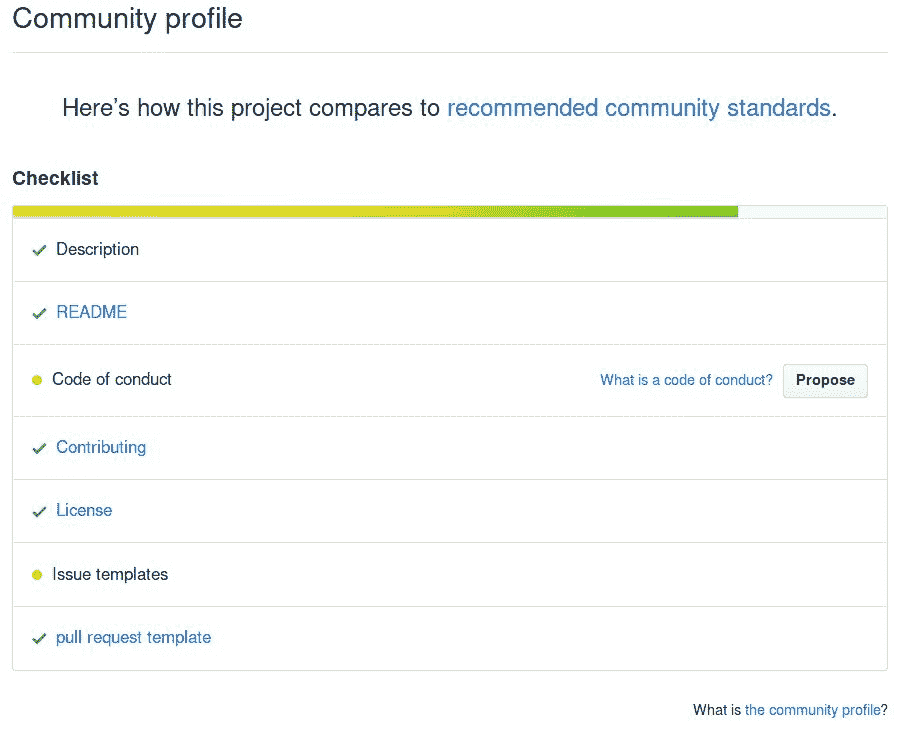 Community profile
Here’s how this project compares to recommended community standards.
Checklist
Description
README
Code of conduct What is a code of conduct? Propose
Contributing
License
Issue templates
pull request template
What is the community profile?